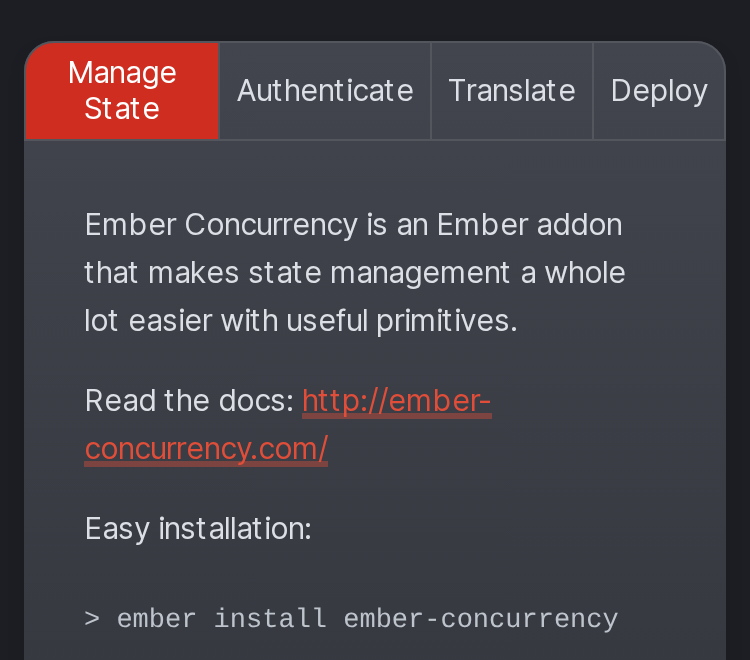 Manage
State
Authenticate
Translate
Deploy
Ember Concurrency is an Ember addon
that makes state management a whole
lot easier with useful primitives.
Read the docs: http://ember-
concurrency.com/
Easy installation:
> ember install ember-concurrency